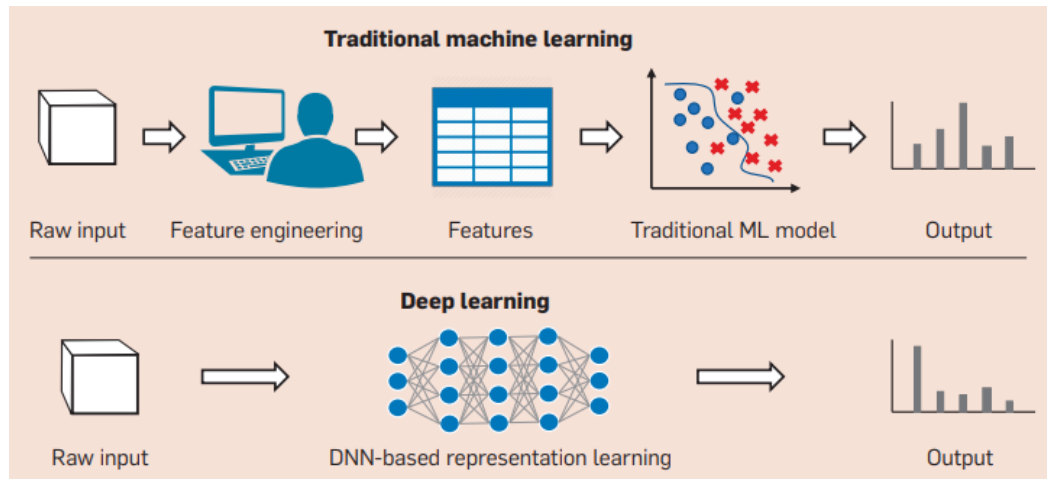 Traditional machine learning
Raw input
Feature engineering
Features
Traditional ML model
Output
Deep learning
Raw input
DNN-based representation learning
Output